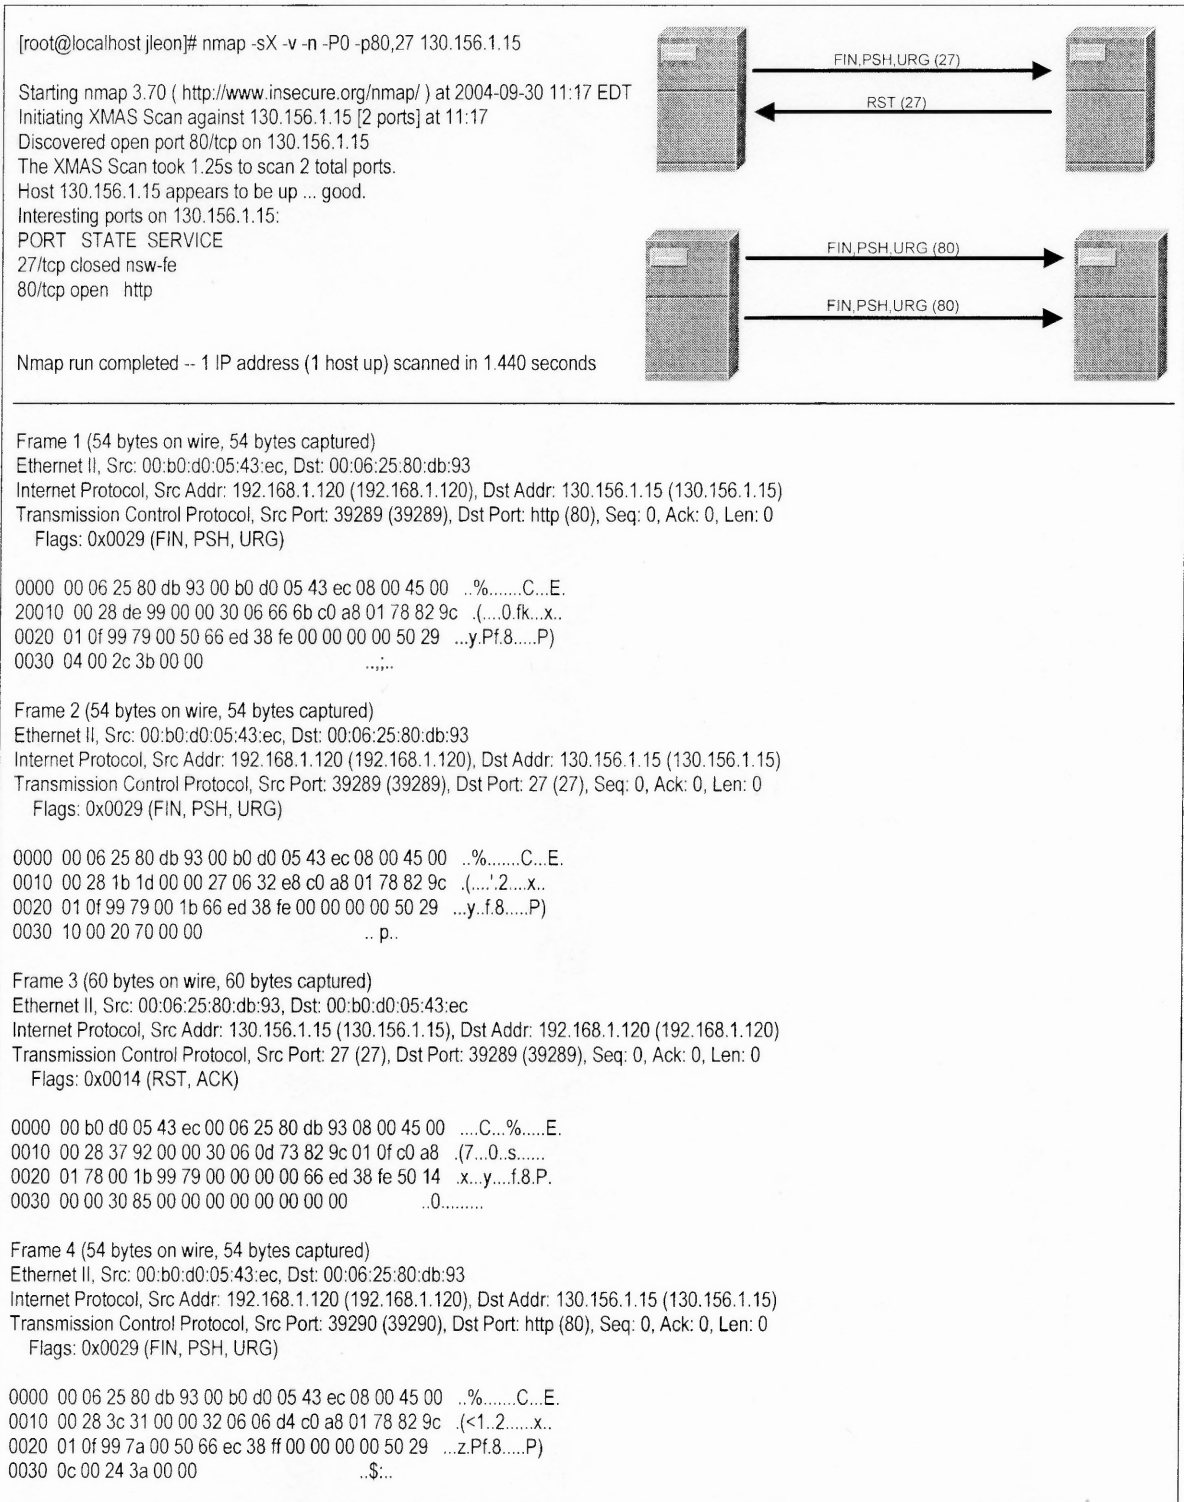 [root@localhost jleon]# nmap -sX -v -n -P0 -p80,27 130.156.1.15
Starting nmap 3.70 ( http://www.insecure.org/nmap/ ) at 2004-09-30 11:17 EDT
Initiating XMAS Scan against 130.156.1.15 [2 ports] at 11:17
Discovered open port 80/tcp on 130.156.1.15
The XMAS Scan took 1.25s to scan 2 total ports.
Host 130.156.1.15 appears to be up ... good.
Interesting ports on 130.156.1.15:
PORT STATE SERVICE
27/tcp closed nsw-fe
80/tcp open http
Nmap run completed -- 1 IP address (1 host up) scanned in 1.440 seconds
FIN,PSH,URG (27)
RST (27)
FIN,PSH,URG (80)
FIN,PSH,URG (80)
Frame 1 (54 bytes on wire, 54 bytes captured)
Ethernet II, Src: 00:b0:d0:05:43:ec, Dst: 00:06:25:80:db:93
Internet Protocol, Src Addr: 192.168.1.120 (192.168.1.120), Dst Addr: 130.156.1.15 (130.156.1.15)
Transmission Control Protocol, Src Port: 39289 (39289), Dst Port: http (80), Seq: 0, Ack: 0, Len: 0
Flags: 0x0029 (FIN, PSH, URG)
0000 00 06 25 80 db 93 00 b0 d0 05 43 ec 08 00 45 00 ..%.......C...E.
20010 00 28 de 99 00 00 30 06 66 6b c0 a8 01 78 82 9c .(....0.fk...x..
0020 01 0f 99 79 00 50 66 ed 38 fe 00 00 00 00 50 29 ...y.Pf.8.....P)
0030 04 00 2c 3b 00 00 ..,;..
Frame 2 (54 bytes on wire, 54 bytes captured)
Ethernet II, Src: 00:b0:d0:05:43:ec, Dst: 00:06:25:80:db:93
Internet Protocol, Src Addr: 192.168.1.120 (192.168.1.120), Dst Addr: 130.156.1.15 (130.156.1.15)
Transmission Control Protocol, Src Port: 39289 (39289), Dst Port: 27 (27), Seq: 0, Ack: 0, Len: 0
Flags: 0x0029 (FIN, PSH, URG)
0000 00 06 25 80 db 93 00 b0 d0 05 43 ec 08 00 45 00 ..%.......C...E.
0010 00 28 1b 1d 00 00 27 06 32 e8 c0 a8 01 78 82 9c .(....'.2....x..
0020 01 0f 99 79 00 1b 66 ed 38 fe 00 00 00 00 50 29 ...y..f.8.....P)
0030 10 00 20 70 00 00 .. p..
Frame 3 (60 bytes on wire, 60 bytes captured)
Ethernet II, Src: 00:06:25:80:db:93, Dst: 00:b0:d0:05:43:ec
Internet Protocol, Src Addr: 130.156.1.15 (130.156.1.15), Dst Addr: 192.168.1.120 (192.168.1.120)
Transmission Control Protocol, Src Port: 27 (27), Dst Port: 39289 (39289), Seq: 0, Ack: 0, Len: 0
Flags: 0x0014 (RST, ACK)
0000 00 b0 d0 05 43 ec 00 06 25 80 db 93 08 00 45 00 ....C...%.....E.
0010 00 28 37 92 00 00 30 06 0d 73 82 9c 01 0f c0 a8 .(7...0..s......
0020 01 78 00 1b 99 79 00 00 00 00 66 ed 38 fe 50 14 .x...y....f.8.P.
0030 00 00 30 85 00 00 00 00 00 00 00 00 ..0.........
Frame 4 (54 bytes on wire, 54 bytes captured)
Ethernet II, Src: 00:b0:d0:05:43:ec, Dst: 00:06:25:80:db:93
Internet Protocol, Src Addr: 192.168.1.120 (192.168.1.120), Dst Addr: 130.156.1.15 (130.156.1.15)
Transmission Control Protocol, Src Port: 39290 (39290), Dst Port: http (80), Seq: 0, Ack: 0, Len: 0
Flags: 0x0029 (FIN, PSH, URG)
0000 00 06 25 80 db 93 00 b0 d0 05 43 ec 08 00 45 00 ..%.......C...E.
0010 00 28 3c 31 00 00 32 06 06 d4 c0 a8 01 78 82 9c .(<1..2......x..
0020 01 0f 99 7a 00 50 66 ec 38 ff 00 00 00 00 50 29 ...z.Pf.8.....P)
0030 0c 00 24 3a 00 00 ..$:..